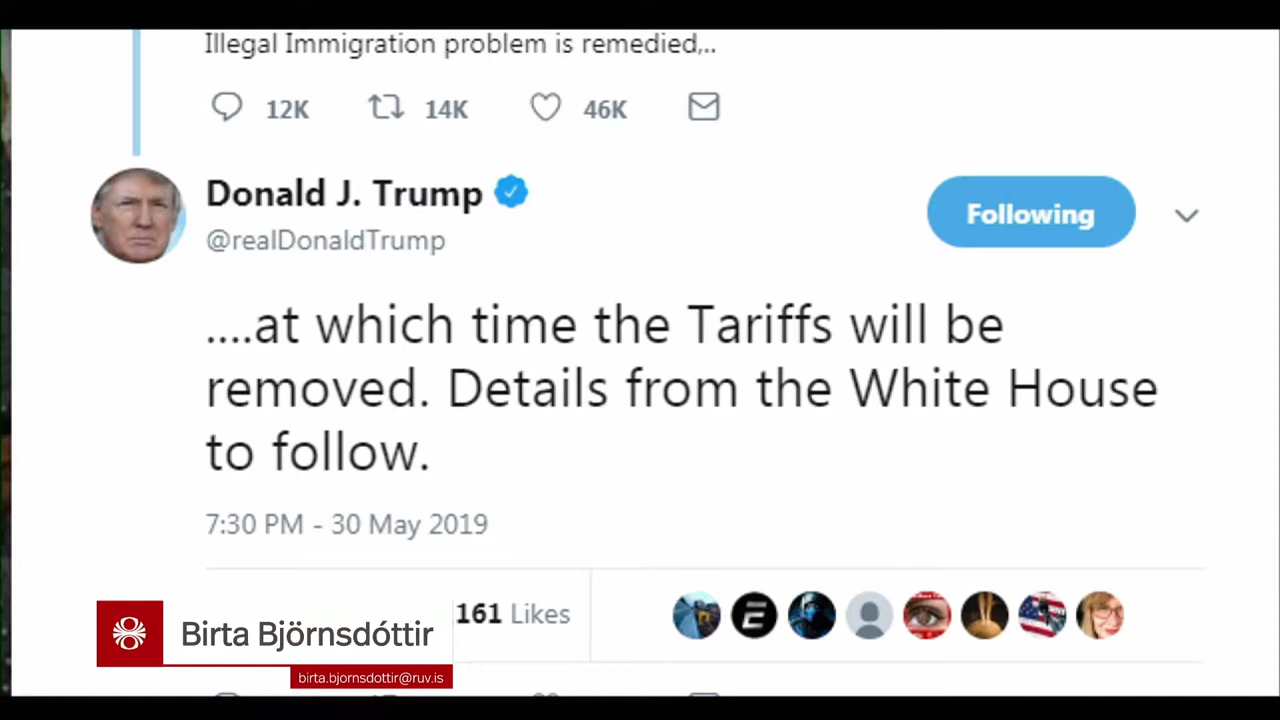 Illegal Immigration problem is remedied,..
12K 14K 46K
Donald J. Trump
@realDonaldTrump
Following
....at which time the Tariffs will be
removed. Details from the White House
to follow.
7:30 PM - 30 May 2019
161 Likes
Birta Björnsdóttir
birta.bjornsdottir@ruv.is